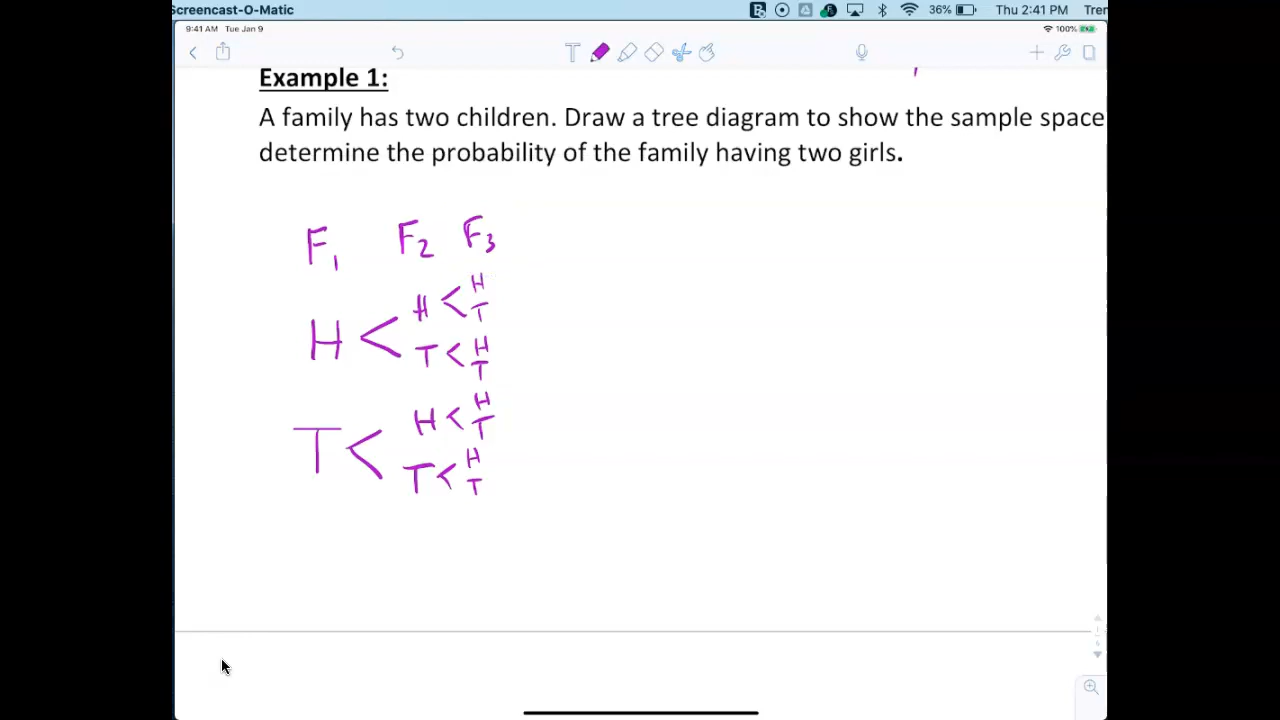 Screencast-O-Matic
36%
Thu 2:41 PM
Tren
9:41 AM Tue Jan 9
100%
T
Example 1:
A family has two children. Draw a tree diagram to show the sample space
determine the probability of the family having two girls.
F1 F2 F3
H < H < H
T
T < H
T
T < H < H
T
T < H
T